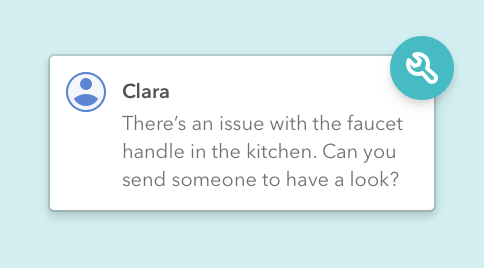 Clara
There’s an issue with the faucet
handle in the kitchen. Can you
send someone to have a look?